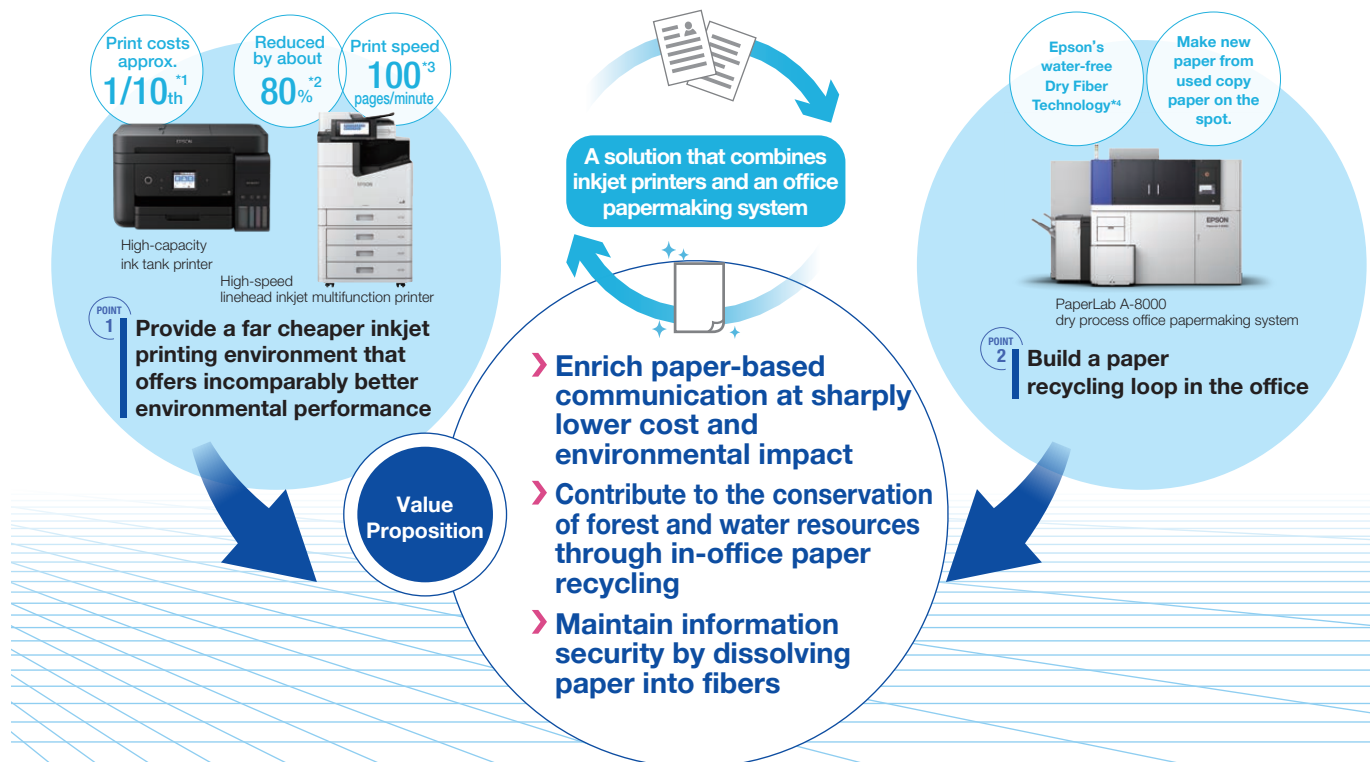 Print costs
approx.
1/10th *1
Reduced
by about
80% *2
Print speed
100 *3
pages/minute
EPSON
High-capacity
ink tank printer
EPSON
High-speed
linehead inkjet multifunction printer
POINT
1
Provide a far cheaper inkjet
printing environment that
offers incomparably better
environmental performance
A solution that combines
inkjet printers and an office
papermaking system
Epson's
water-free
Dry Fiber
Technology*4
Make new
paper from
used copy
paper on the
spot.
EPSON
PaperLab A-8000
dry process office papermaking system
POINT
2
Build a paper
recycling loop in the office
Value
Proposition
Enrich paper-based
communication at sharply
lower cost and
environmental impact
Contribute to the conservation
of forest and water resources
through in-office paper
recycling
Maintain information
security by dissolving
paper into fibers